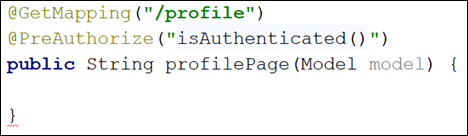 @GetMapping("/profile")
@PreAuthorize("isAuthenticated()")
public String profilePage(Model model) {
}